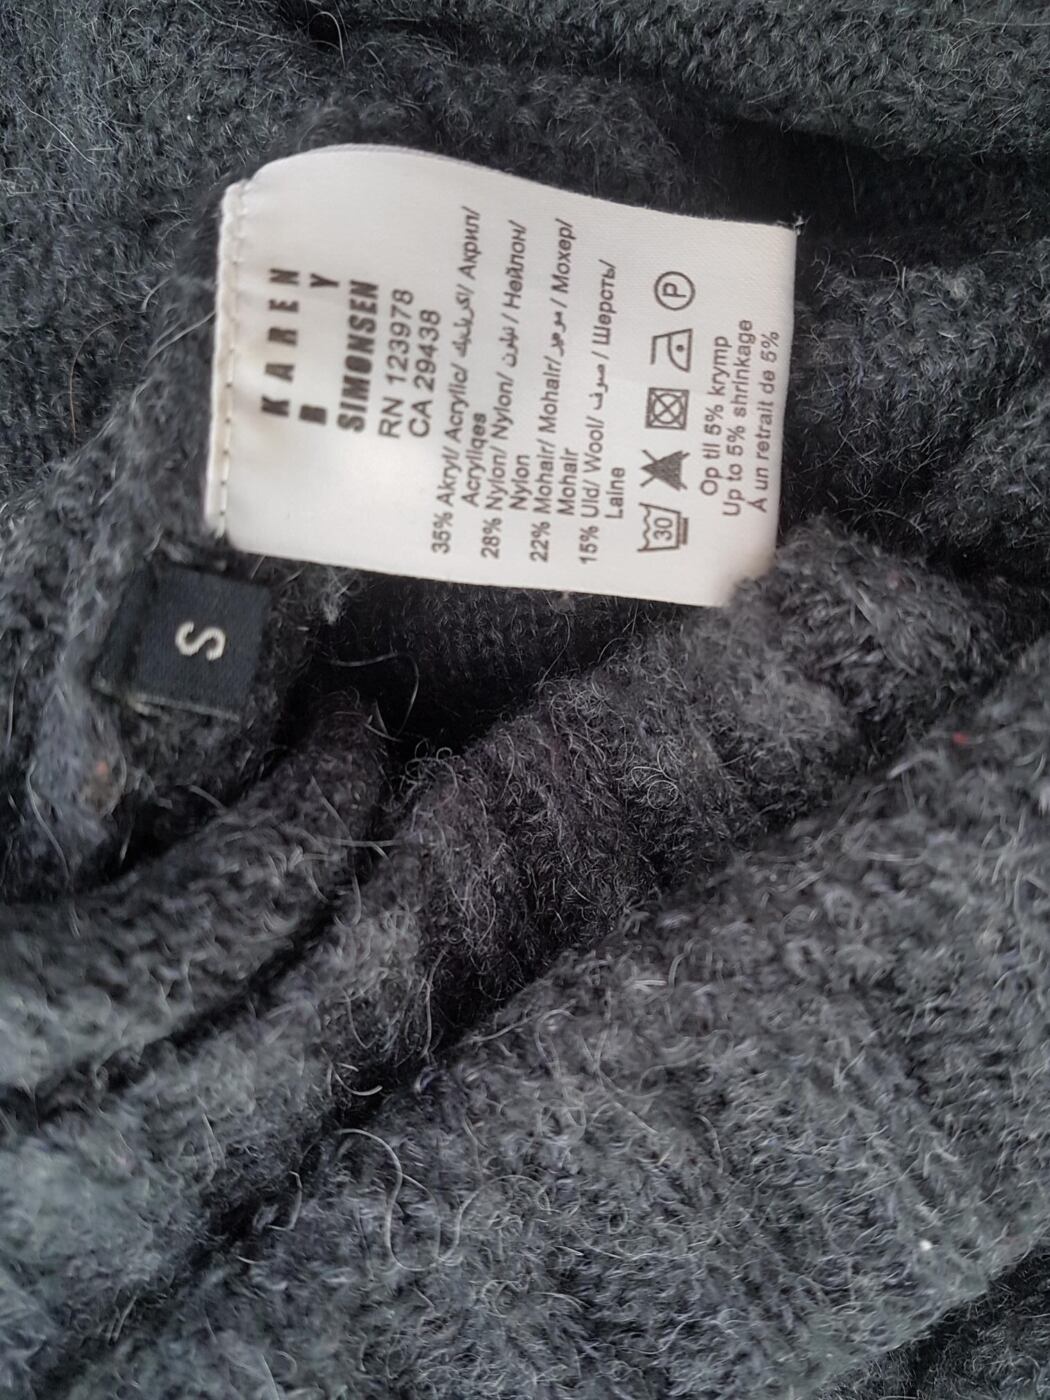 KAREN
BY
SIMONSEN
RN 123978
CA 29438
35% Akryl/ Acrylic/ اكريليك/ Акрил/
Acryliqes
28% Nylon/ Nylon/ نيلون / Нейлон/
Nylon
22% Mohair/ Mohair/ موهير / Мохер/
Mohair
15% Uld/ Wool/ صوف / Шерсть/
Laine
30
P
Op til 5% krymp
Up to 5% shrinkage
À un retrait de 5%
S